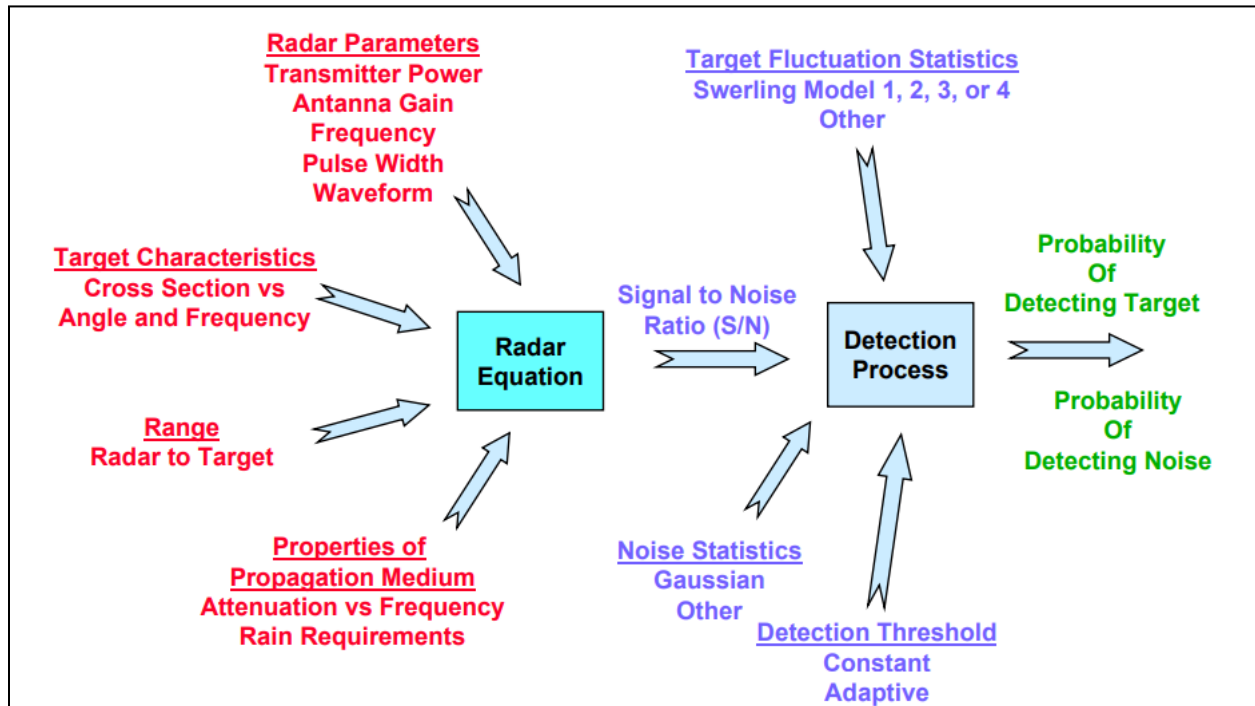 Radar Parameters
Transmitter Power
Antanna Gain
Frequency
Pulse Width
Waveform
Target Fluctuation Statistics
Swerling Model 1, 2, 3, or 4
Other
Target Characteristics
Cross Section vs
Angle and Frequency
Range
Radar to Target
Properties of
Propagation Medium
Attenuation vs Frequency
Rain Requirements
Radar
Equation
Signal to Noise
Ratio (S/N)
Detection
Process
Noise Statistics
Gaussian
Other
Detection Threshold
Constant
Adaptive
Probability
Of
Detecting Target
Probability
Of
Detecting Noise